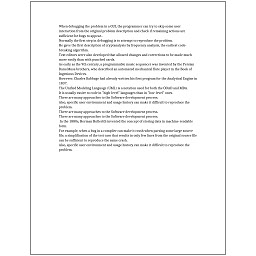 When debugging the problem in a GUI, the programmer can try to skip some user
interaction from the original problem description and check if remaining actions are
sufficient for bugs to appear.
Normally the first step in debugging is to attempt to reproduce the problem.
He gave the first description of cryptanalysis by frequency analysis, the earliest code-
breaking algorithm.
Text editors were also developed that allowed changes and corrections to be made much
more easily than with punched cards.
As early as the 9th century, a programmable music sequencer was invented by the Persian
Banu Musa brothers, who described an automated mechanical flute player in the Book of
Ingenious Devices.
However, Charles Babbage had already written his first program for the Analytical Engine in
1837.
The Unified Modeling Language (UML) is a notation used for both the OOAD and MDA.
It is usually easier to code in "high-level" languages than in "low-level" ones.
There are many approaches to the Software development process.
Also, specific user environment and usage history can make it difficult to reproduce the
problem.
There are many approaches to the Software development process.
There are many approaches to the Software development process.
In the 1880s, Herman Hollerith invented the concept of storing data in machine-readable
form.
For example, when a bug in a compiler can make it crash when parsing some large source
file, a simplification of the test case that results in only few lines from the original source file
can be sufficient to reproduce the same crash.
Also, specific user environment and usage history can make it difficult to reproduce the
problem.